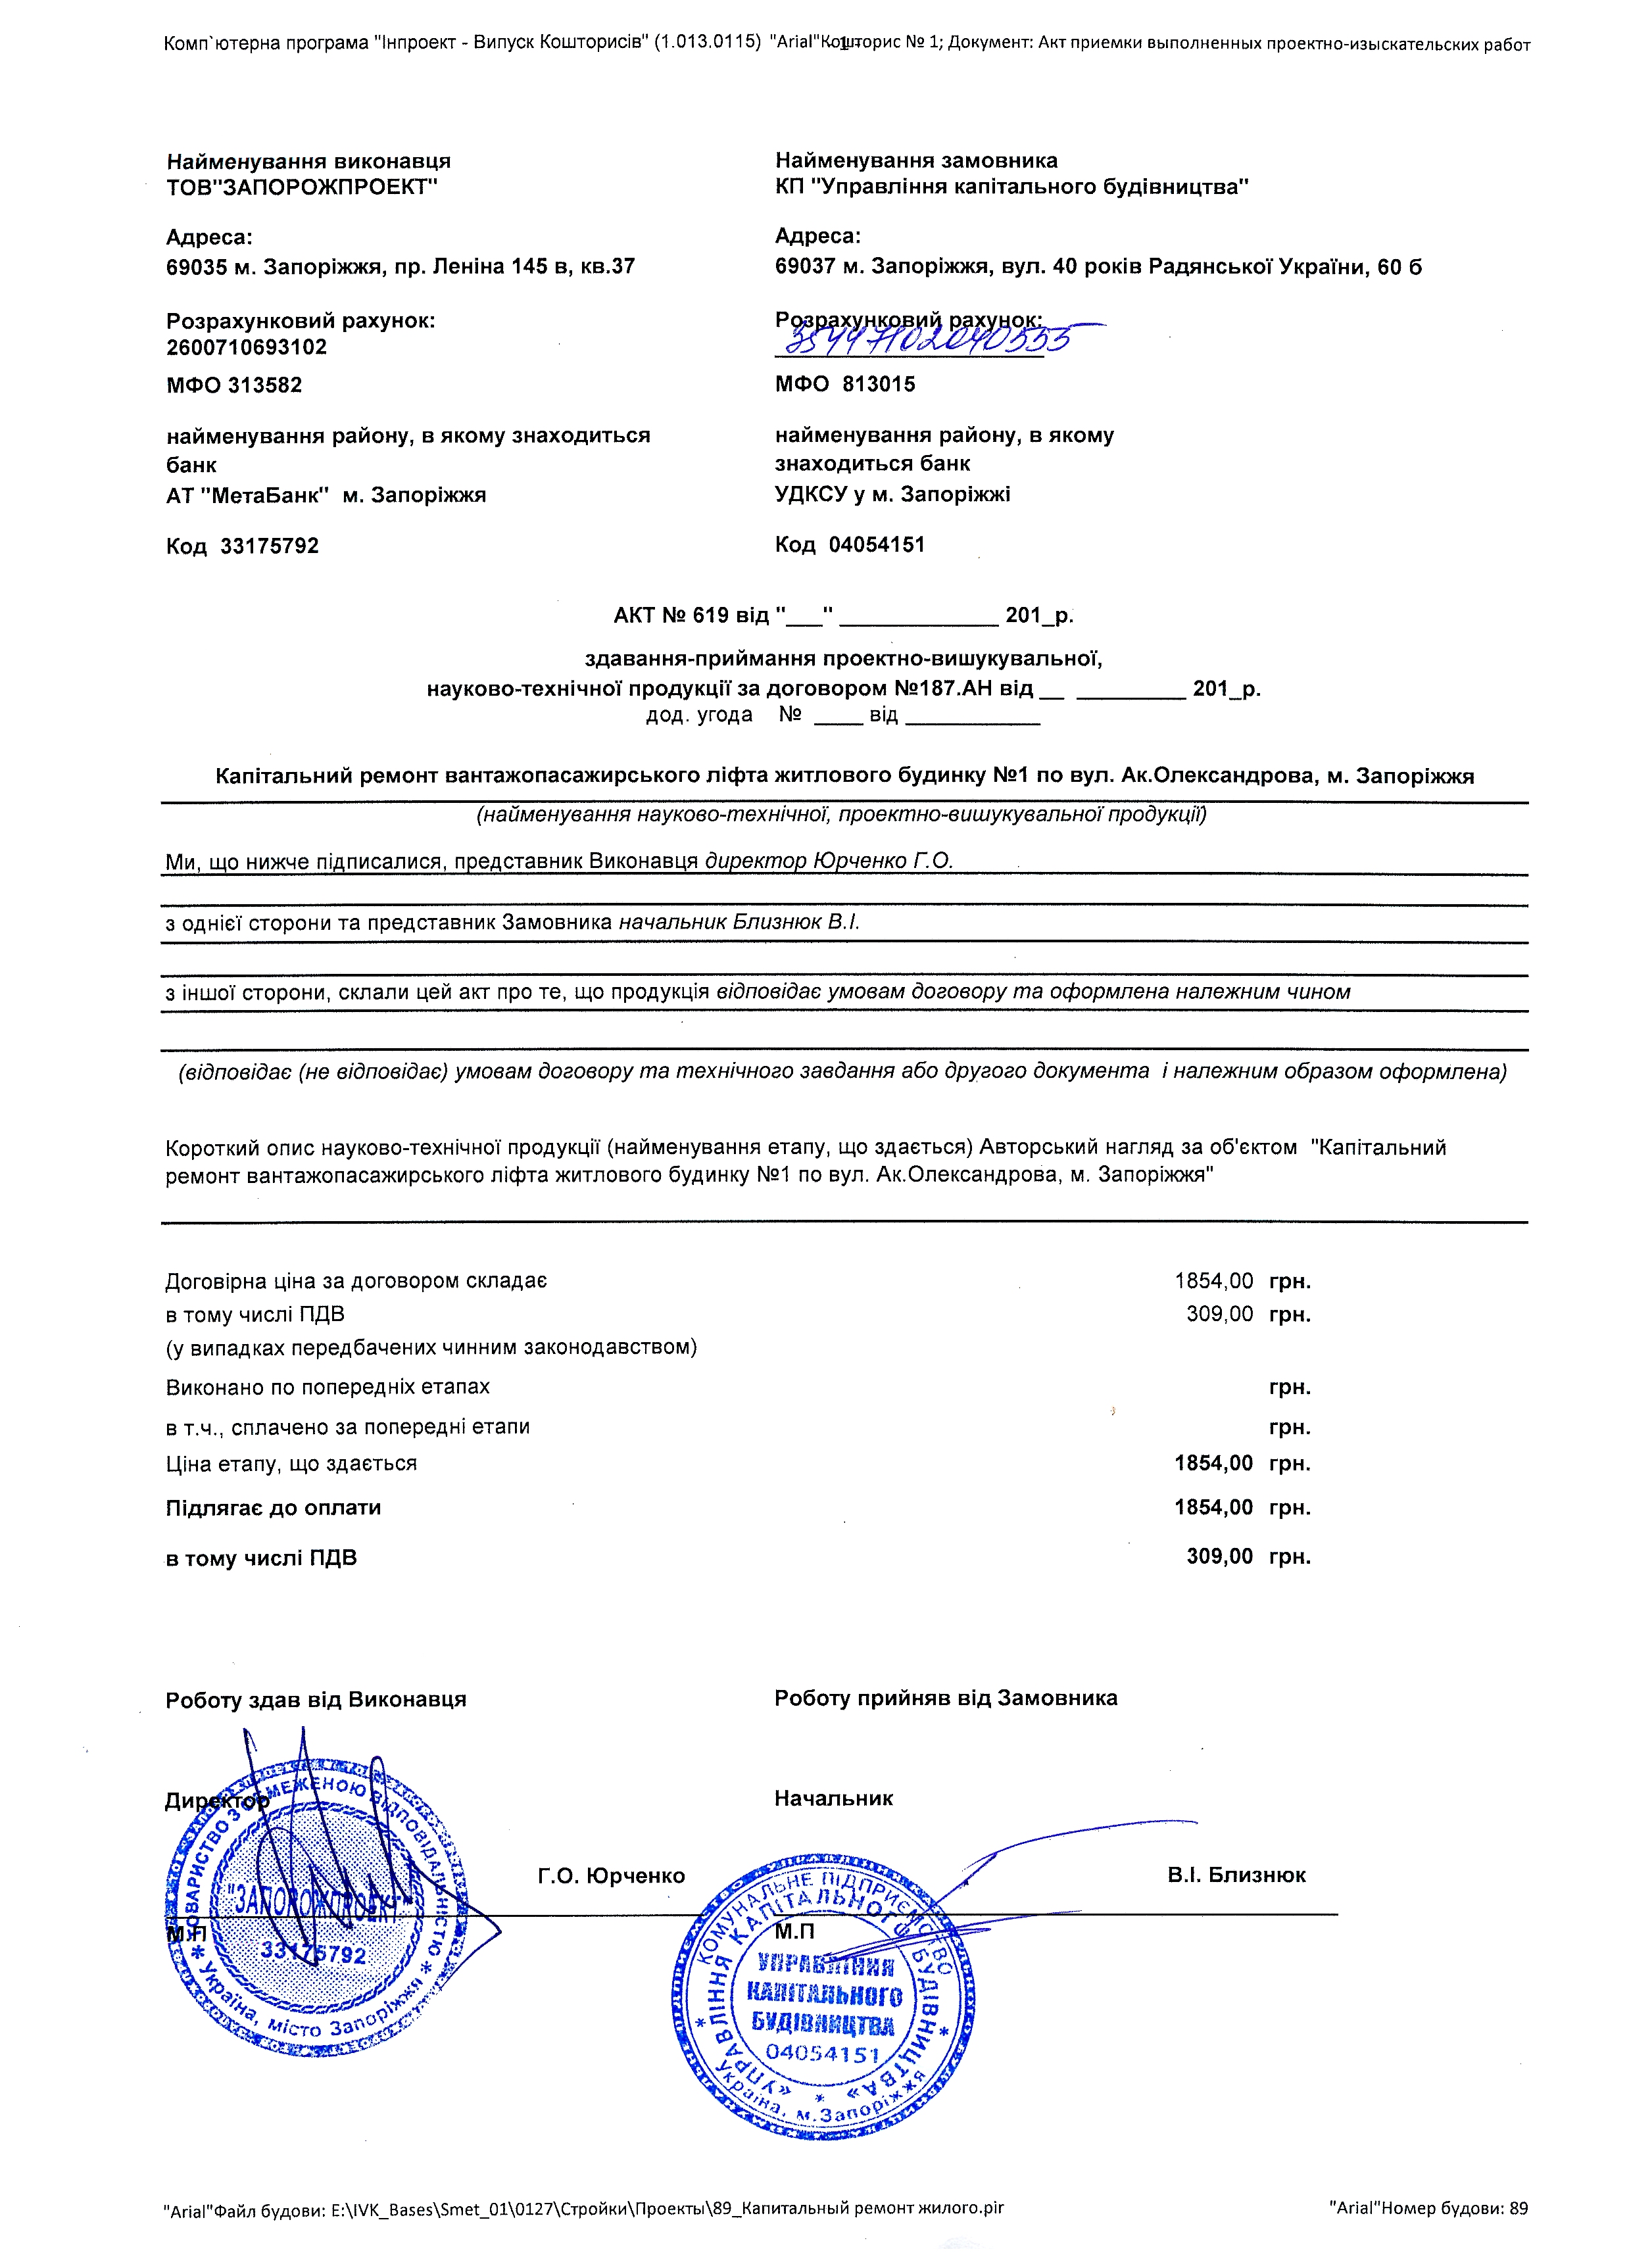 Комп`ютерна програма "Інпроект - Випуск Кошторисів" (1.013.0115) "Arial"Кошторис № 1; Документ: Акт приемки выполненных проектно-изыскательских работ
Найменування виконавця
ТОВ"ЗАПОРОЖПРОЕКТ"
Адреса:
69035 м. Запоріжжя, пр. Леніна 145 в, кв.37
Розрахунковий рахунок:
2600710693102
МФО 313582
найменування району, в якому знаходиться
банк
АТ "МетаБанк" м. Запоріжжя
Код 33175792
Найменування замовника
КП "Управління капітального будівництва"
Адреса:
69037 м. Запоріжжя, вул. 40 років Радянської України, 60 б
Розрахунковий рахунок:
35447102040555
МФО 813015
найменування району, в якому
знаходиться банк
УДКСУ у м. Запоріжжі
Код 04054151
АКТ № 619 від "___" _____________ 201_р.
здавання-приймання проектно-вишукувальної,
науково-технічної продукції за договором №187.АН від __ _________ 201_р.
дод. угода № ____ від ___________
Капітальний ремонт вантажопасажирського ліфта житлового будинку №1 по вул. Ак.Олександрова, м. Запоріжжя
(найменування науково-технічної, проектно-вишукувальної продукції)
Ми, що нижче підписалися, представник Виконавця директор Юрченко Г.О.
з однієї сторони та представник Замовника начальник Близнюк В.І.
з іншої сторони, склали цей акт про те, що продукція відповідає умовам договору та оформлена належним чином
(відповідає (не відповідає) умовам договору та технічного завдання або другого документа і належним образом оформлена)
Короткий опис науково-технічної продукції (найменування етапу, що здається) Авторський нагляд за об'єктом "Капітальний
ремонт вантажопасажирського ліфта житлового будинку №1 по вул. Ак.Олександрова, м. Запоріжжя"
Договірна ціна за договором складає 1854,00 грн.
в тому числі ПДВ 309,00 грн.
(у випадках передбачених чинним законодавством)
Виконано по попередніх етапах грн.
в т.ч., сплачено за попередні етапи грн.
Ціна етапу, що здається 1854,00 грн.
Підлягає до оплати 1854,00 грн.
в тому числі ПДВ 309,00 грн.
Роботу здав від Виконавця
Директор
Г.О. Юрченко
М.П
ТОВАРИСТВО З ОБМЕЖЕНОЮ ВІДПОВІДАЛЬНІСТЮ
"ЗАПОРОЖПРОЕКТ"
33175792
* Україна, місто Запоріжжя *
Роботу прийняв від Замовника
Начальник
В.І. Близнюк
М.П
КОМУНАЛЬНЕ ПІДПРИЄМСТВО
«УПРАВЛІННЯ КАПІТАЛЬНОГО БУДІВНИЦТВА»
УПРАВЛІННЯ
КАПІТАЛЬНОГО
БУДІВНИЦТВА
04054151
* Україна, м.Запоріжжя *
"Arial"Файл будови: E:\IVK_Bases\Smet_01\0127\Стройки\Проекты\89_Капитальный ремонт жилого.pir
"Arial"Номер будови: 89